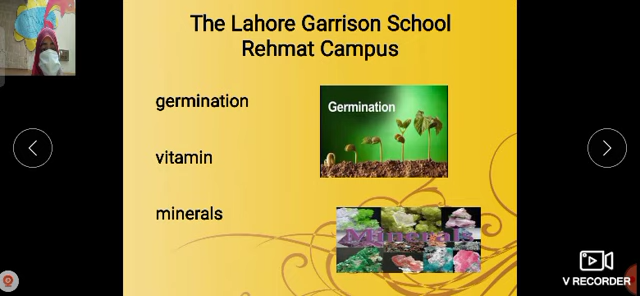 The Lahore Garrison School
Rehmat Campus
germination
Germination
vitamin
minerals
Minerals
V RECORDER